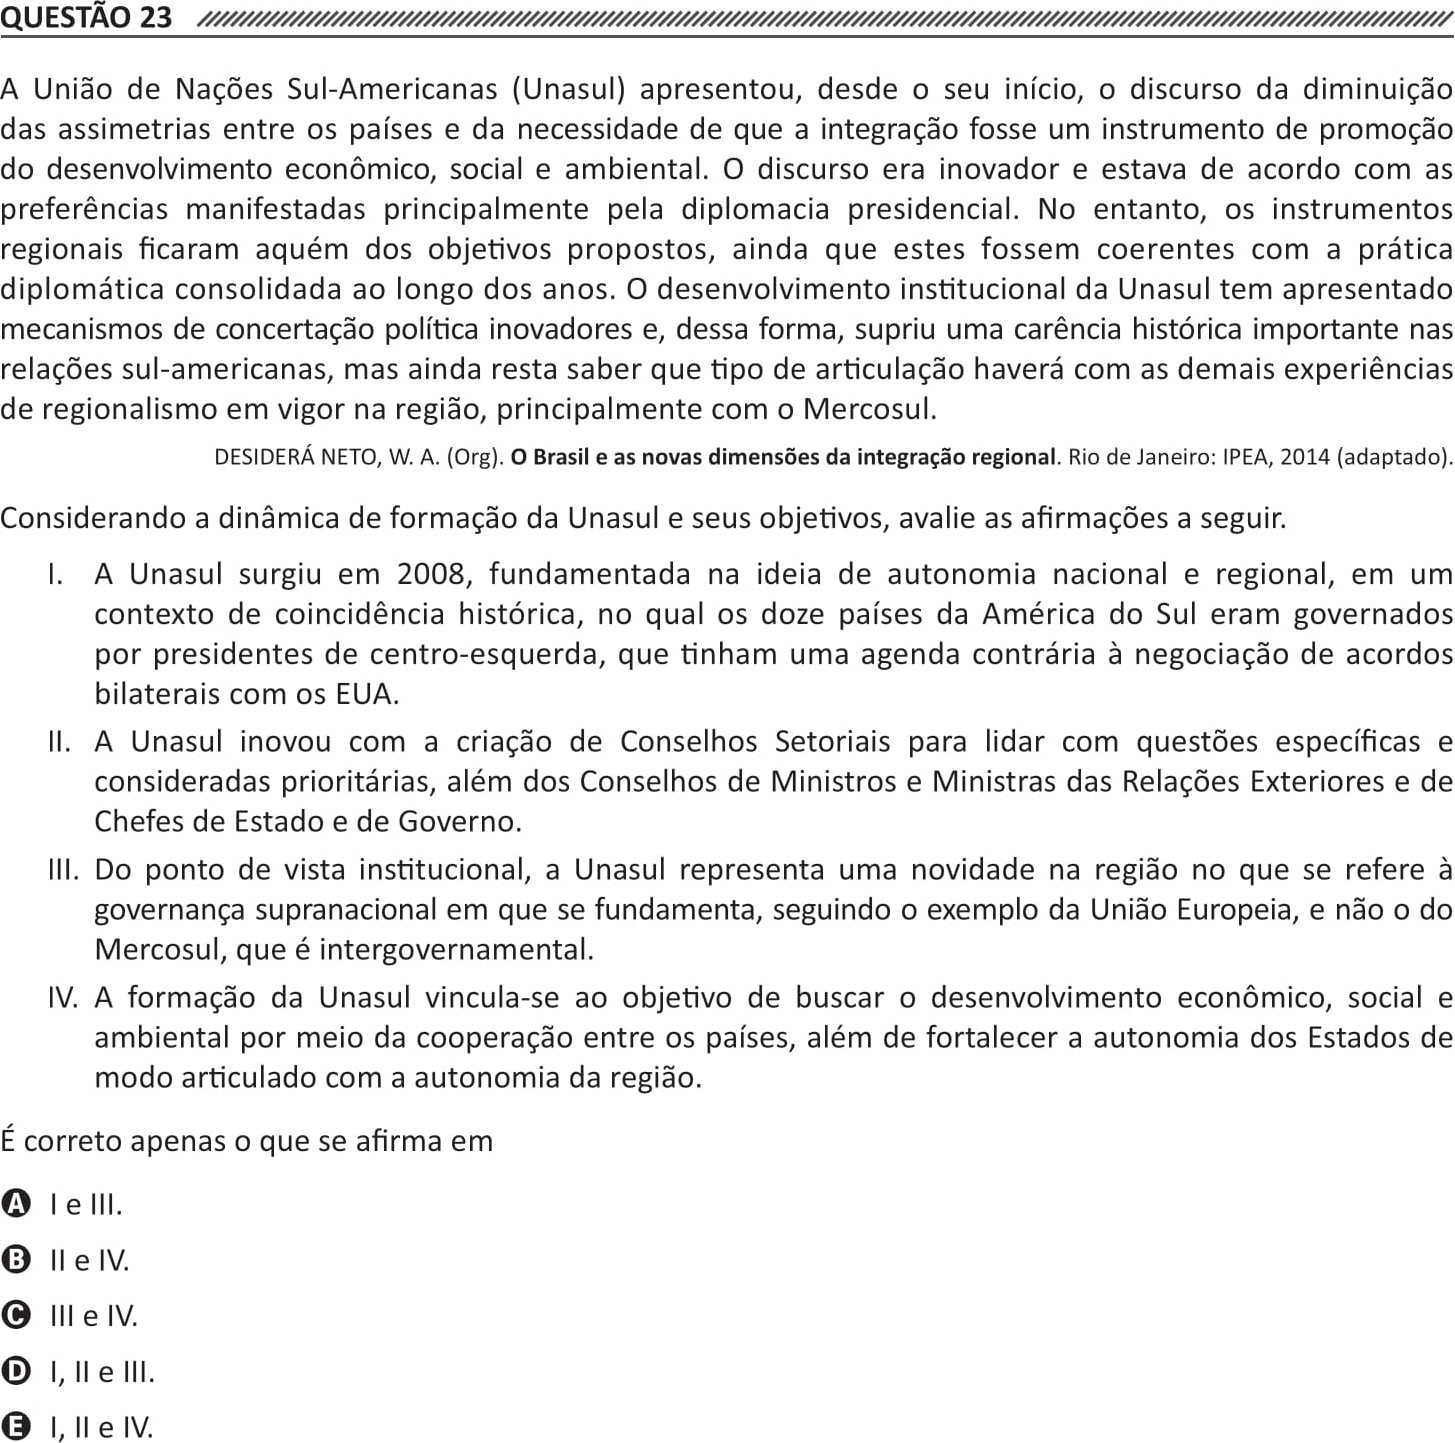 QUESTÃO 23
A União de Nações Sul-Americanas (Unasul) apresentou, desde o seu início, o discurso da diminuição
das assimetrias entre os países e da necessidade de que a integração fosse um instrumento de promoção
do desenvolvimento econômico, social e ambiental. O discurso era inovador e estava de acordo com as
preferências manifestadas principalmente pela diplomacia presidencial. No entanto, os instrumentos
regionais ficaram aquém dos objetivos propostos, ainda que estes fossem coerentes com a prática
diplomática consolidada ao longo dos anos. O desenvolvimento institucional da Unasul tem apresentado
mecanismos de concertação política inovadores e, dessa forma, supriu uma carência histórica importante nas
relações sul-americanas, mas ainda resta saber que tipo de articulação haverá com as demais experiências
de regionalismo em vigor na região, principalmente com o Mercosul.
DESIDERÁ NETO, W. A. (Org). O Brasil e as novas dimensões da integração regional. Rio de Janeiro: IPEA, 2014 (adaptado).
Considerando a dinâmica de formação da Unasul e seus objetivos, avalie as afirmações a seguir.
I. A Unasul surgiu em 2008, fundamentada na ideia de autonomia nacional e regional, em um
contexto de coincidência histórica, no qual os doze países da América do Sul eram governados
por presidentes de centro-esquerda, que tinham uma agenda contrária à negociação de acordos
bilaterais com os EUA.
II. A Unasul inovou com a criação de Conselhos Setoriais para lidar com questões específicas e
consideradas prioritárias, além dos Conselhos de Ministros e Ministras das Relações Exteriores e de
Chefes de Estado e de Governo.
III. Do ponto de vista institucional, a Unasul representa uma novidade na região no que se refere à
governança supranacional em que se fundamenta, seguindo o exemplo da União Europeia, e não o do
Mercosul, que é intergovernamental.
IV. A formação da Unasul vincula-se ao objetivo de buscar o desenvolvimento econômico, social e
ambiental por meio da cooperação entre os países, além de fortalecer a autonomia dos Estados de
modo articulado com a autonomia da região.
É correto apenas o que se afirma em
A I e III.
B II e IV.
C III e IV.
D I, II e III.
E I, II e IV.